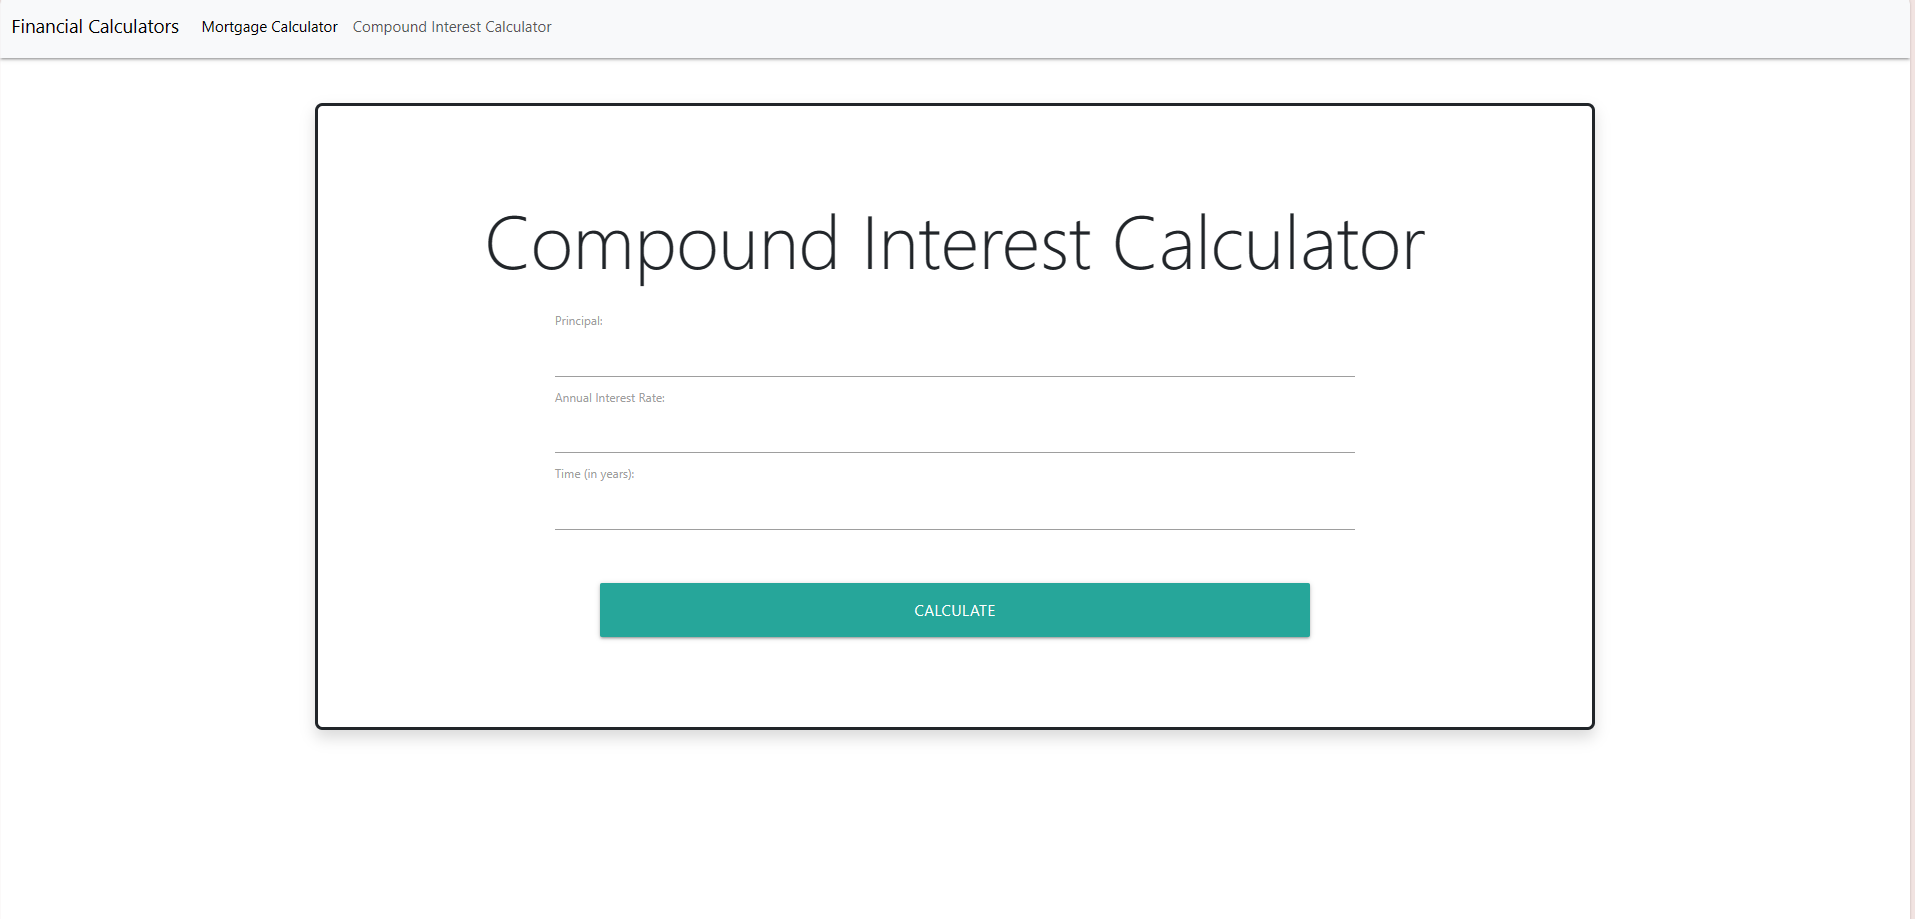 Financial Calculators Mortgage Calculator Compound Interest Calculator
Compound Interest Calculator
Principal:
Annual Interest Rate:
Time (in years):
CALCULATE